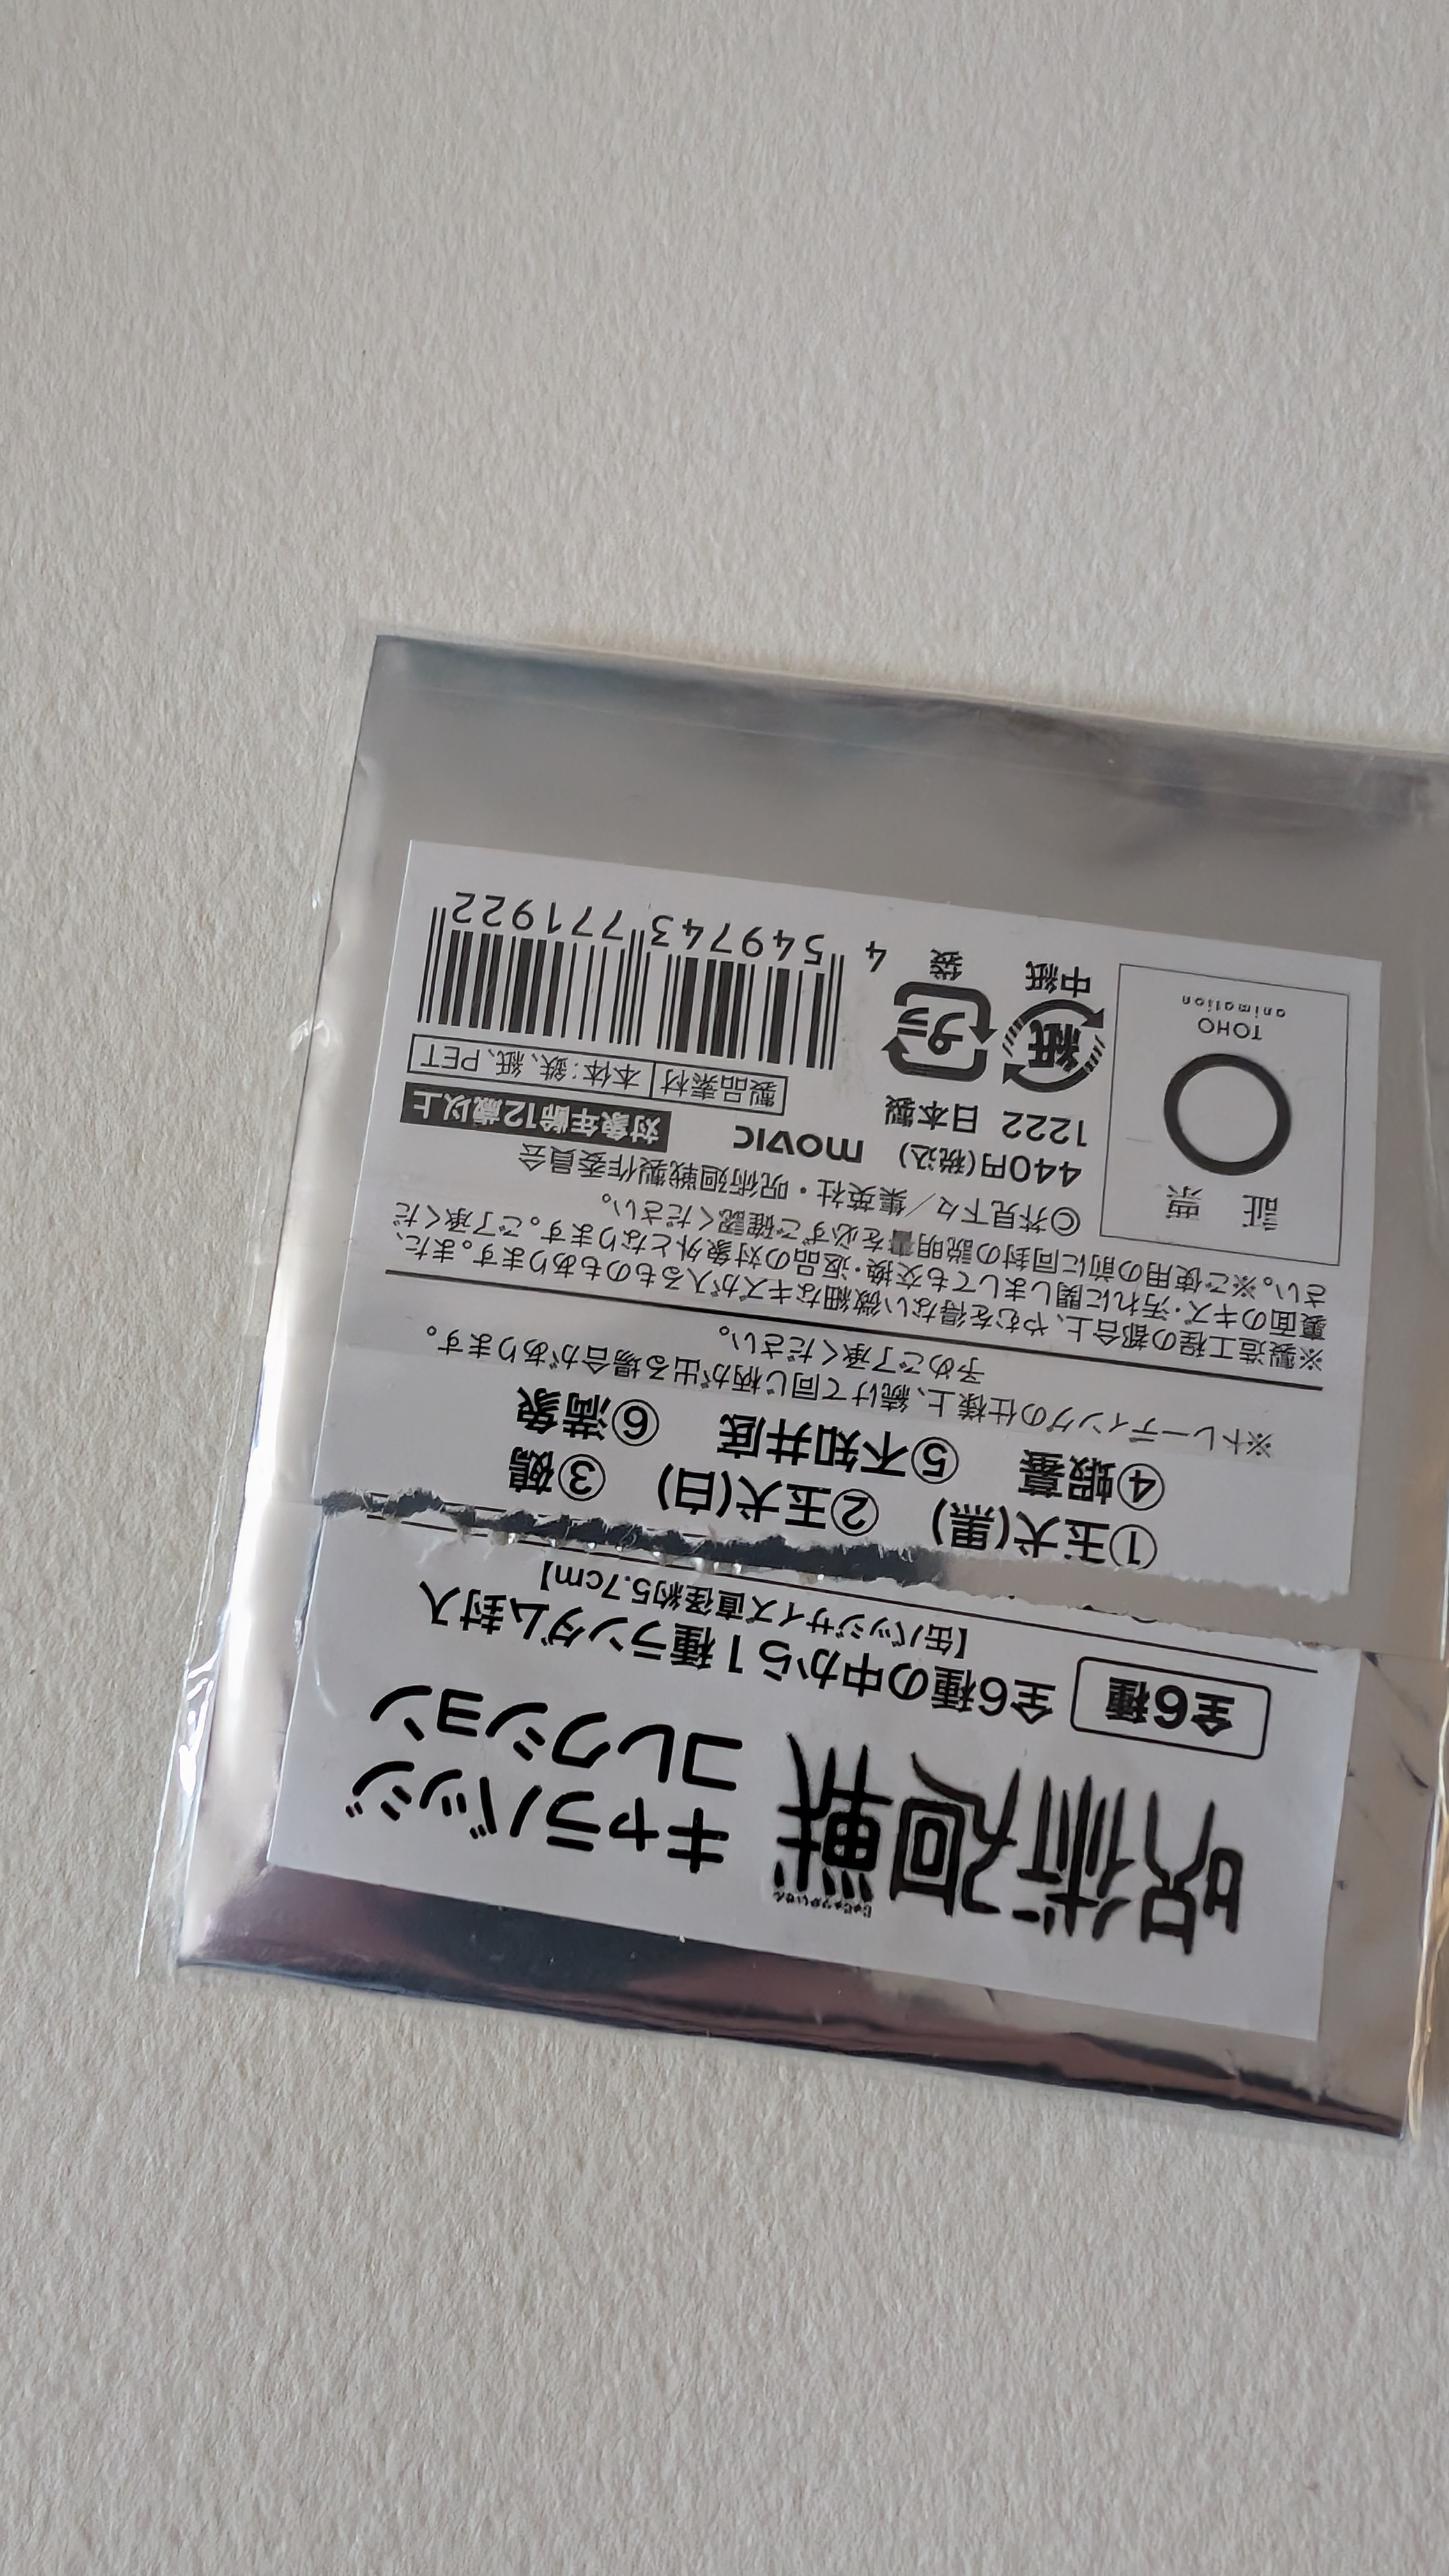 呪術廻戦
じゅじゅつかいせん
キャラバッジ
コレクション
全6種
全6種の中から1種ランダム封入
【缶バッジサイズ直径約5.7cm】
①玉犬(黒) ②玉犬(白) ③鵺
④蝦蟇 ⑤不知井底 ⑥満象
※トレーディングの仕様上、続けて同じ柄が出る場合があります。
予めご了承ください。
※製造工程の都合上、やむを得ない微細なキズが入るものもあります。また、
裏面のキズ・汚れに関しましても交換・返品の対象外となります。ご了承くだ
さい。※ご使用の前に同封の説明書を必ずご確認ください。
©芥見下々/集英社・呪術廻戦製作委員会
証 票
TOHO
animation
440円(税込)
movic
対象年齢12歳以上
1222 日本製
製品素材 本体:鉄、紙、PET
紙
中紙
プラ
袋
4 549743 771922